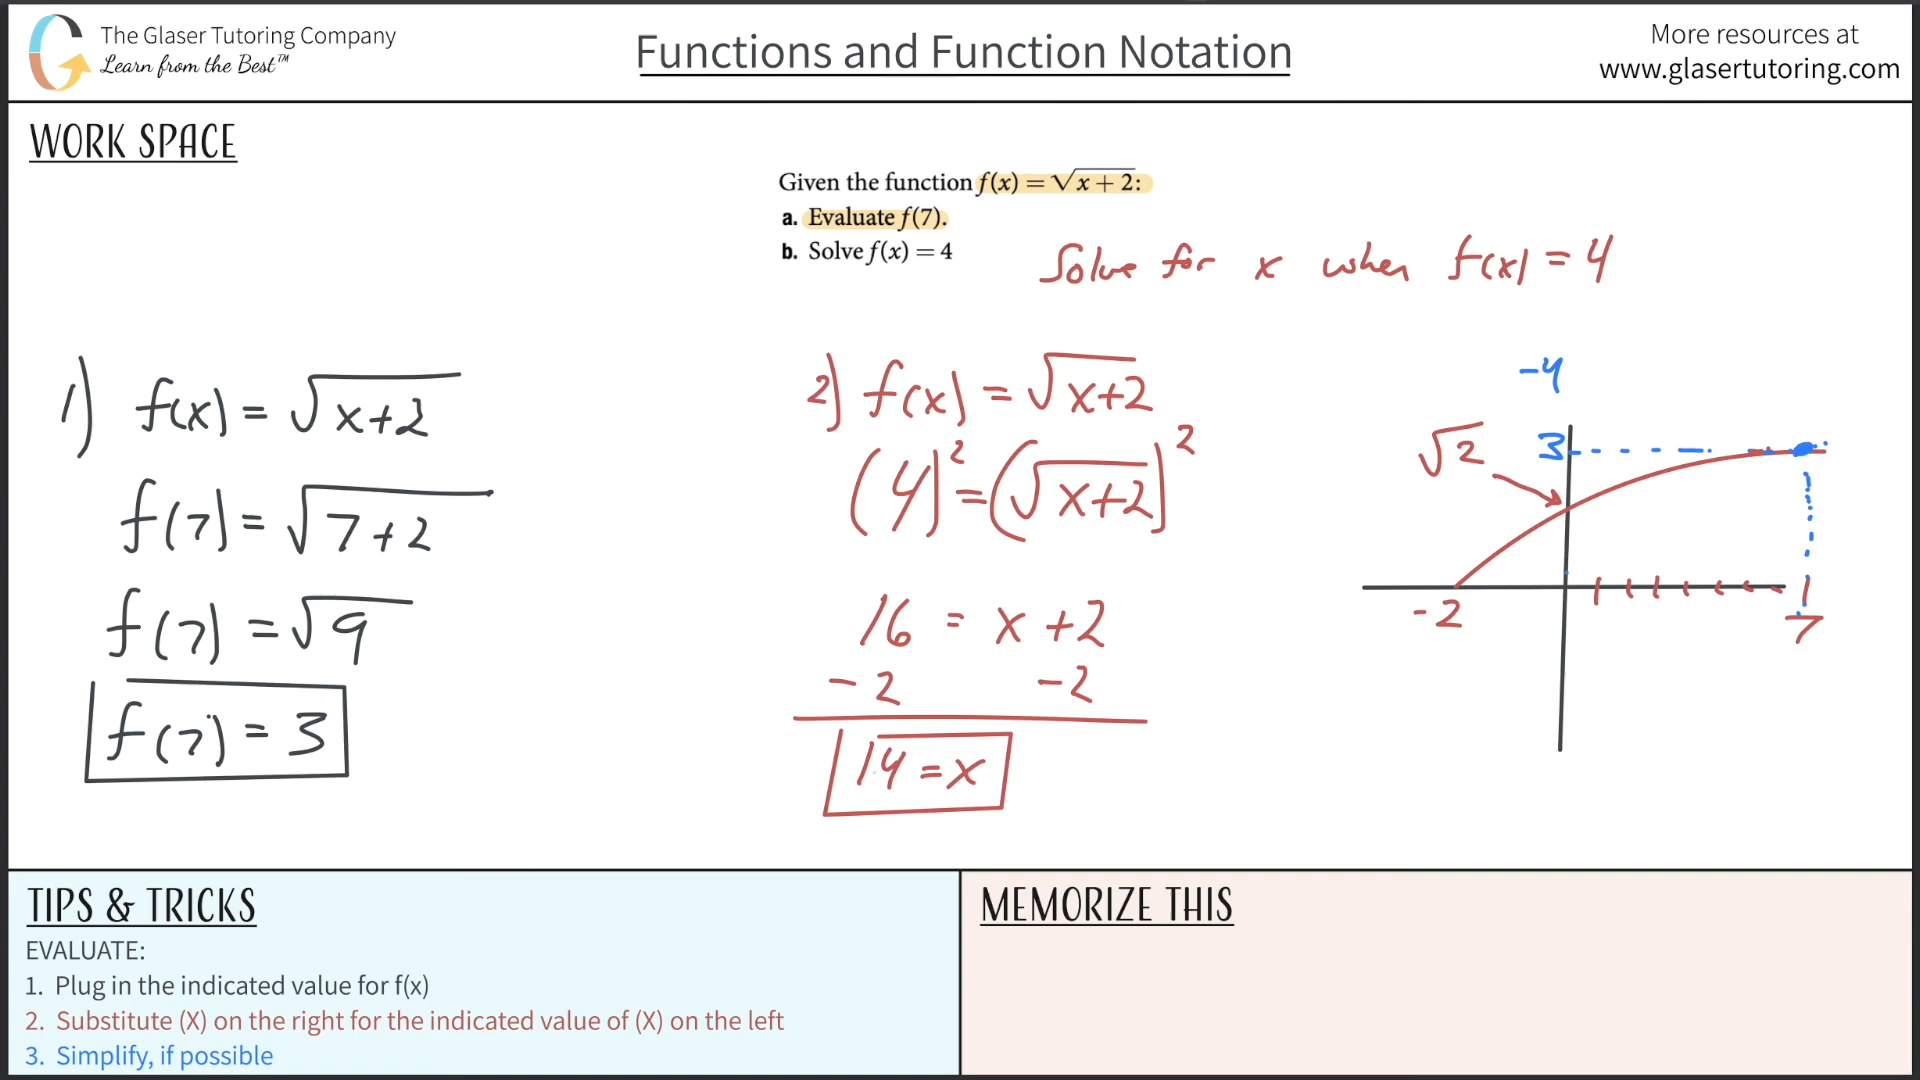 The Glaser Tutoring Company
Learn from the Best™
Functions and Function Notation
More resources at
www.glasertutoring.com
WORK SPACE
Given the function f(x) = √x + 2:
a. Evaluate f(7).
b. Solve f(x) = 4
Solve for x when f(x) = 4
1) f(x) = √x+2
f(7) = √7+2
f(7) = √9
f(7) = 3
2) f(x) = √x+2
(4)² = (√x+2)²
16 = x +2
-2 -2
14 = x
-4
√2
3
-2
7
TIPS & TRICKS
EVALUATE:
1. Plug in the indicated value for f(x)
2. Substitute (X) on the right for the indicated value of (X) on the left
3. Simplify, if possible
MEMORIZE THIS